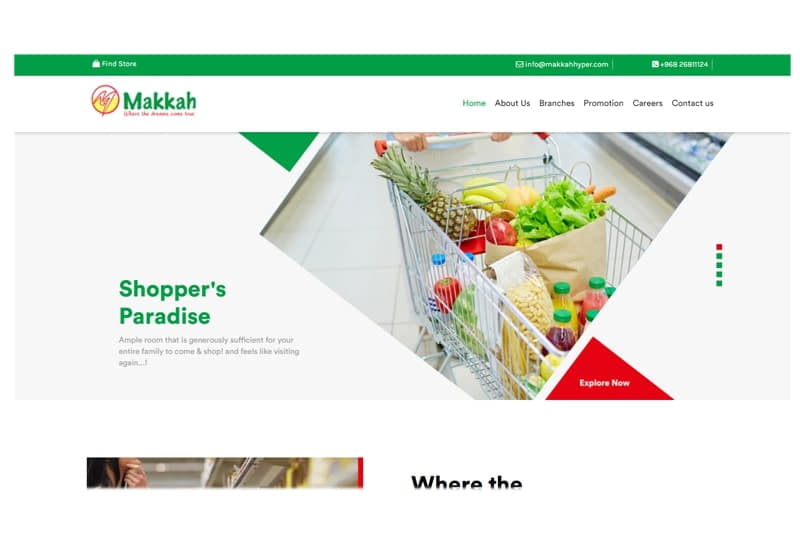 Find Store
info@makkahhyper.com
+968 26811124
Makkah
Where the dreams come true
Home
About Us
Branches
Promotion
Careers
Contact us
Shopper's
Paradise
Ample room that is generously sufficient for your
entire family to come & shop! and feels like visiting
again...!
Explore Now
Where the